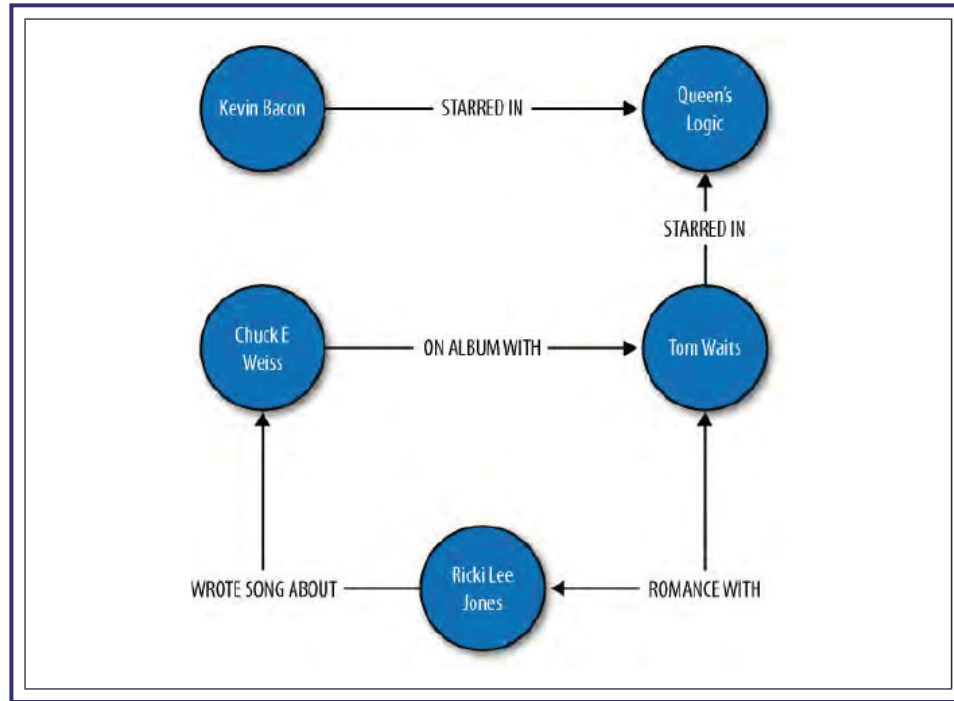 Kevin Bacon
STARRED IN
Queen's
Logic
STARRED IN
Chuck E
Weiss
ON ALBUM WITH
Tom Waits
WROTE SONG ABOUT
Ricki Lee
Jones
ROMANCE WITH